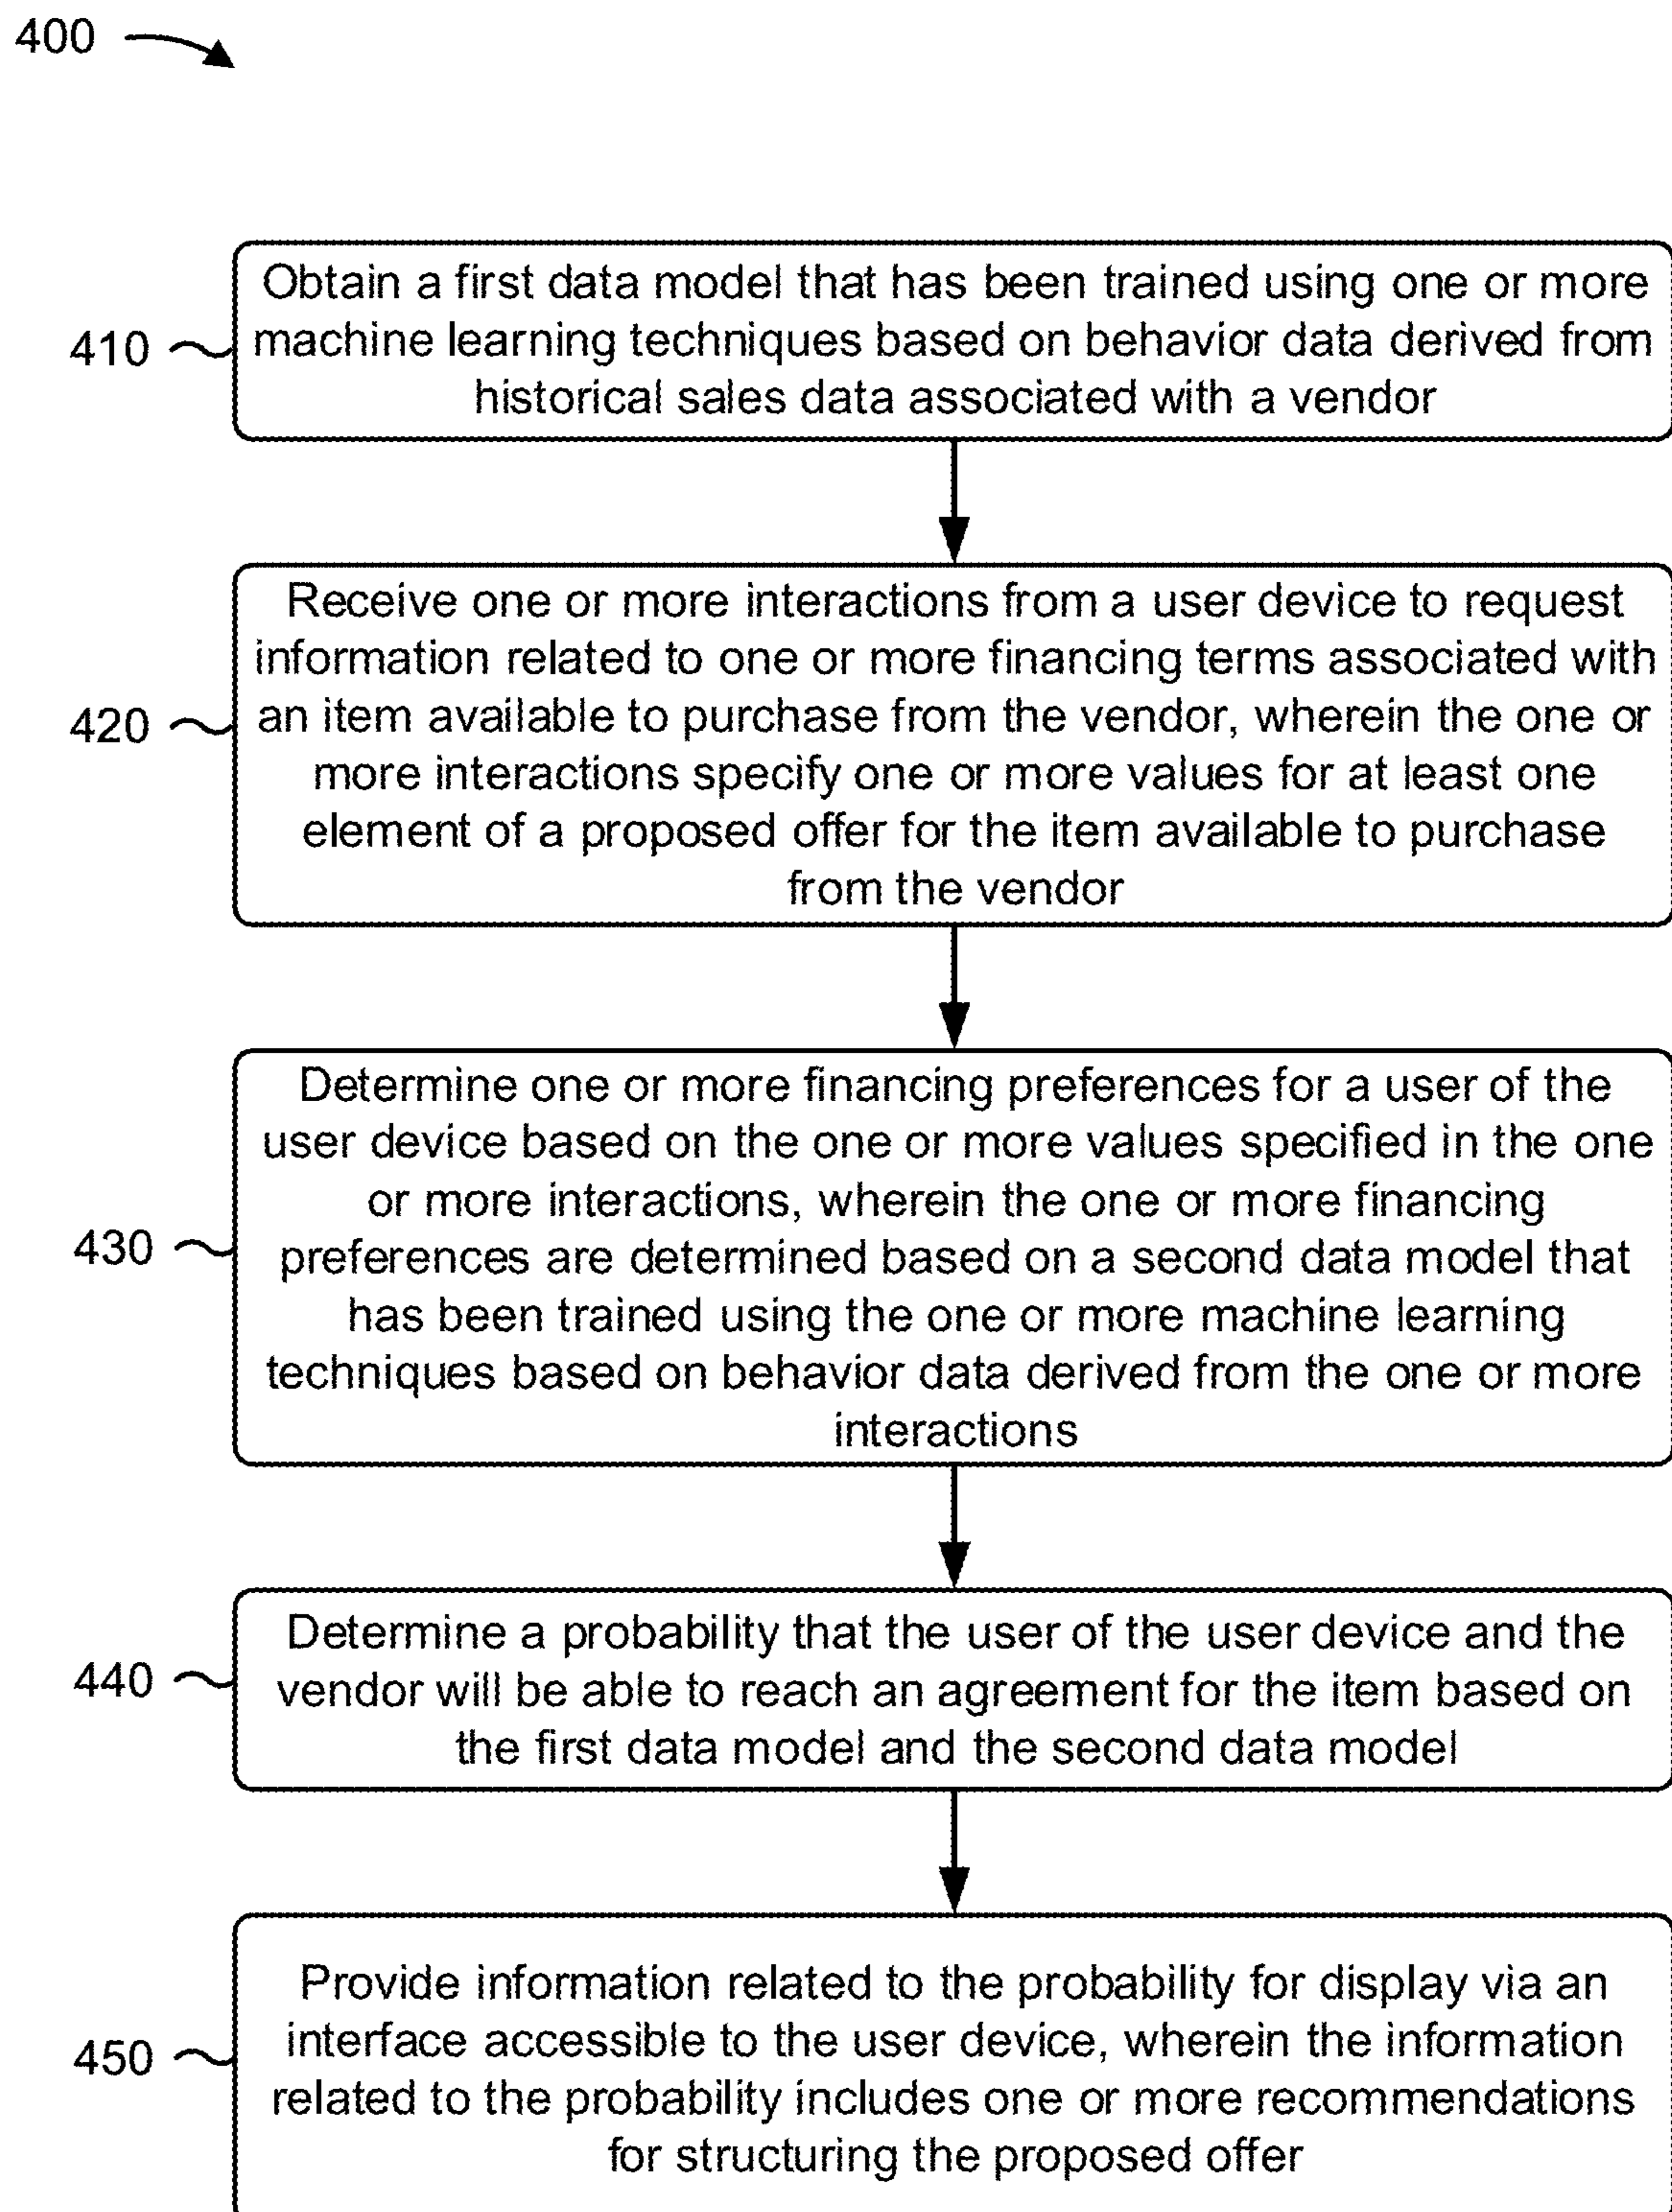 400
Obtain a first data model that has been trained using one or more
machine learning techniques based on behavior data derived from
historical sales data associated with a vendor
410
Receive one or more interactions from a user device to request
information related to one or more financing terms associated with
an item available to purchase from the vendor, wherein the one or
more interactions specify one or more values for at least one
element of a proposed offer for the item available to purchase
from the vendor
420
Determine one or more financing preferences for a user of the
user device based on the one or more values specified in the one
or more interactions, wherein the one or more financing
preferences are determined based on a second data model that
has been trained using the one or more machine learning
techniques based on behavior data derived from the one or more
interactions
430
Determine a probability that the user of the user device and the
vendor will be able to reach an agreement for the item based on
the first data model and the second data model
440
Provide information related to the probability for display via an
interface accessible to the user device, wherein the information
related to the probability includes one or more recommendations
for structuring the proposed offer
450